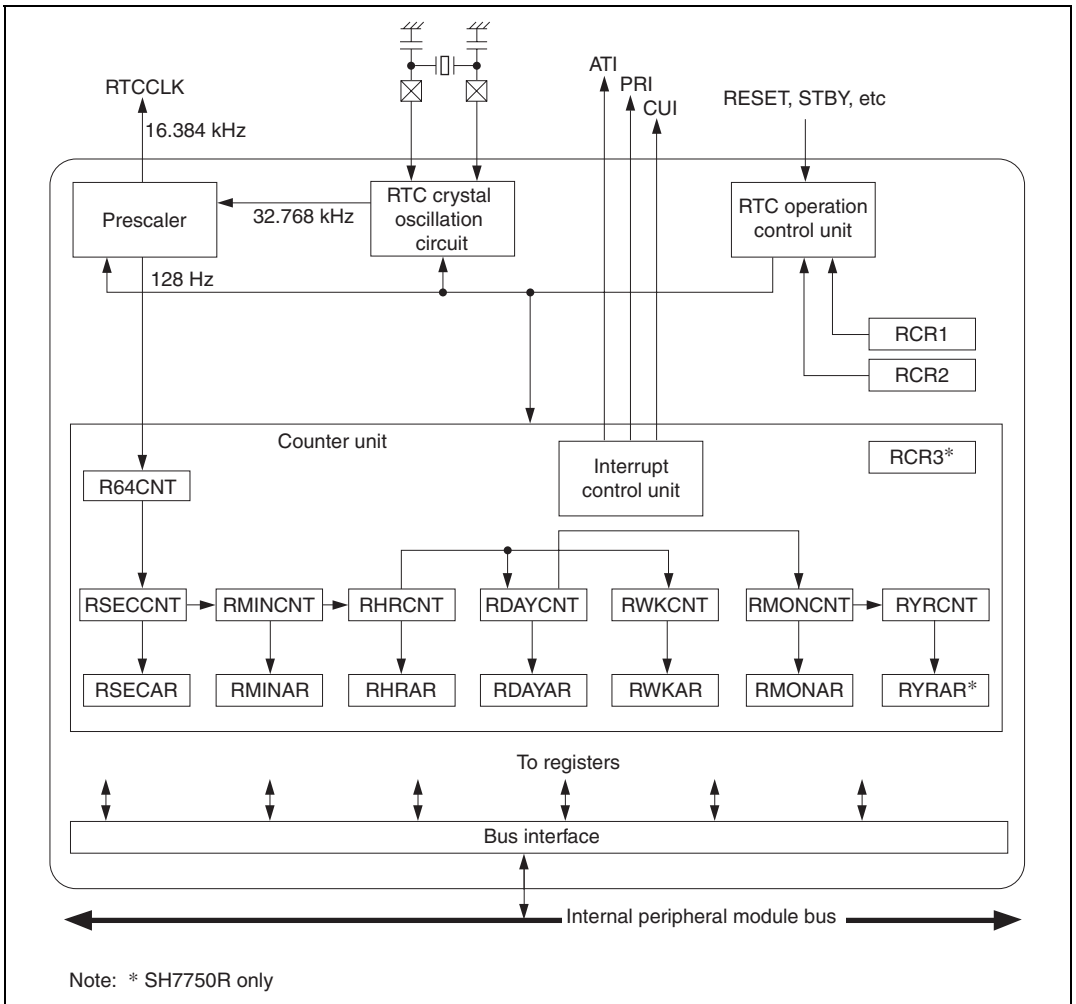 ATI
PRI
CUI
RTCCLK
RESET, STBY, etc
16.384 kHz
Prescaler
32.768 kHz
RTC crystal
oscillation
circuit
RTC operation
control unit
128 Hz
RCR1
RCR2
Counter unit
Interrupt
control unit
RCR3*
R64CNT
RSECCNT
RMINCNT
RHRCNT
RDAYCNT
RWKCNT
RMONCNT
RYRCNT
RSECAR
RMINAR
RHRAR
RDAYAR
RWKAR
RMONAR
RYRAR*
To registers
Bus interface
Internal peripheral module bus
Note: * SH7750R only